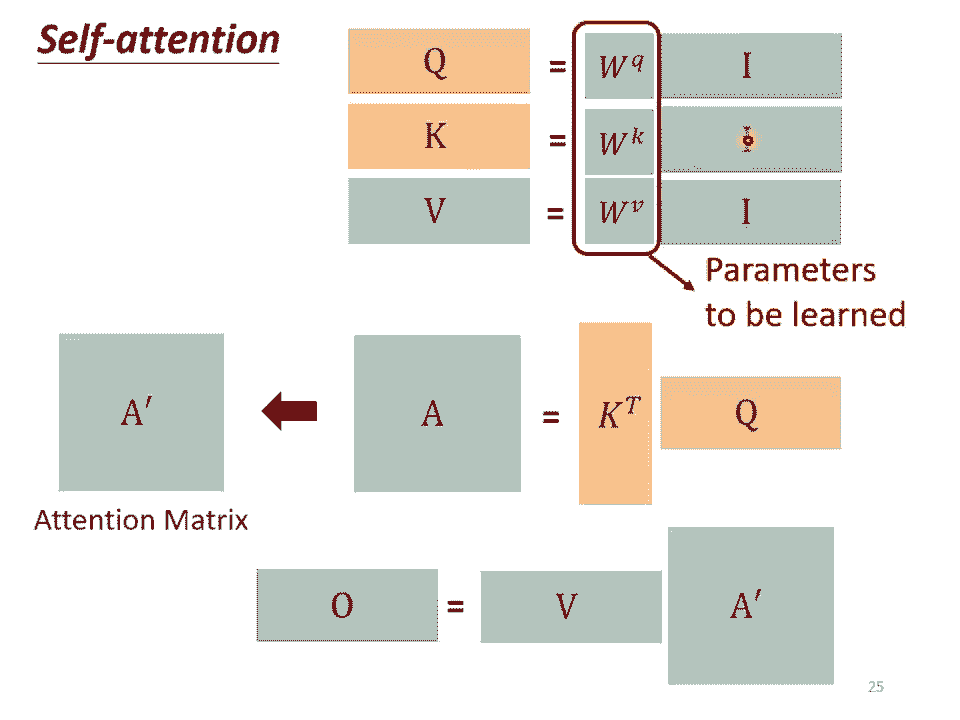 Self-attention
Q = W^q I
K = W^k I
V = W^v I
Parameters
to be learned
A′ A = K^T Q
Attention Matrix
O = V A′
25